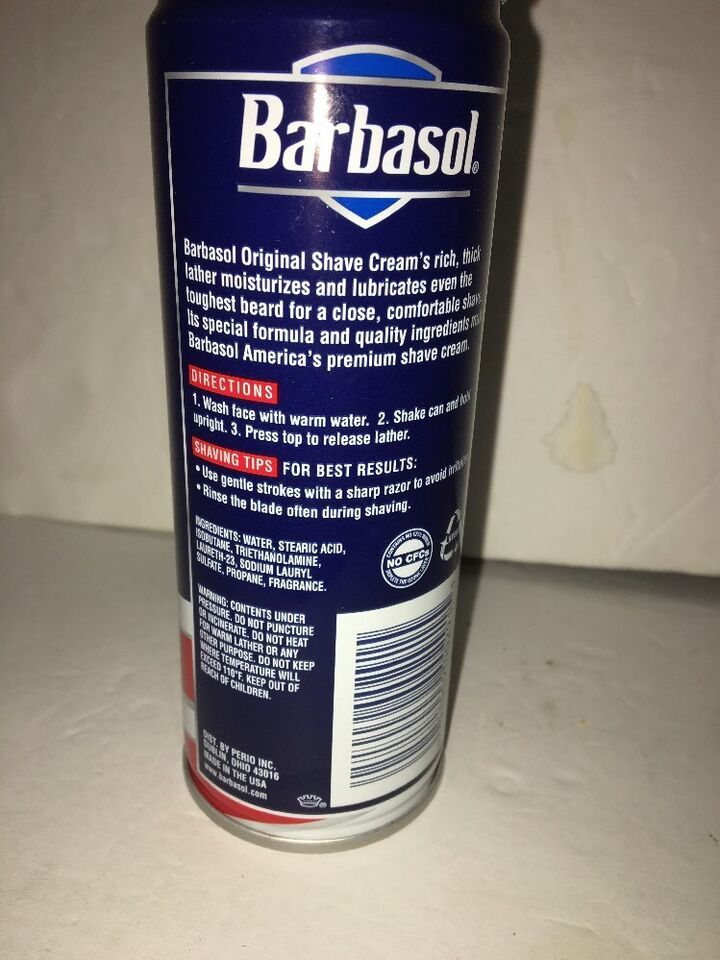 Barbasol®
Barbasol Original Shave Cream's rich, thick
lather moisturizes and lubricates even the
toughest beard for a close, comfortable
Its special formula and quality ingredients
Barbasol America's premium shave cream.
DIRECTIONS
1. Wash face with warm water. 2. Shake can and hold
upright. 3. Press top to release lather.
SHAVING TIPS FOR BEST RESULTS:
• Use gentle strokes with a sharp razor to avoid
• Rinse the blade often during shaving.
INGREDIENTS: WATER, STEARIC ACID,
ISOBUTANE, TRIETHANOLAMINE,
LAURETH-23, SODIUM LAURYL
SULFATE, PROPANE, FRAGRANCE.
NO CFCs
WARNING: CONTENTS UNDER
PRESSURE. DO NOT PUNCTURE
OR INCINERATE. DO NOT HEAT
FOR WARM LATHER OR ANY
OTHER PURPOSE. DO NOT KEEP
WHERE TEMPERATURE WILL
EXCEED 110°F. KEEP OUT OF
REACH OF CHILDREN.
DIST. BY PERIO INC.
DUBLIN, OHIO 43016
MADE IN THE USA
www.barbasol.com